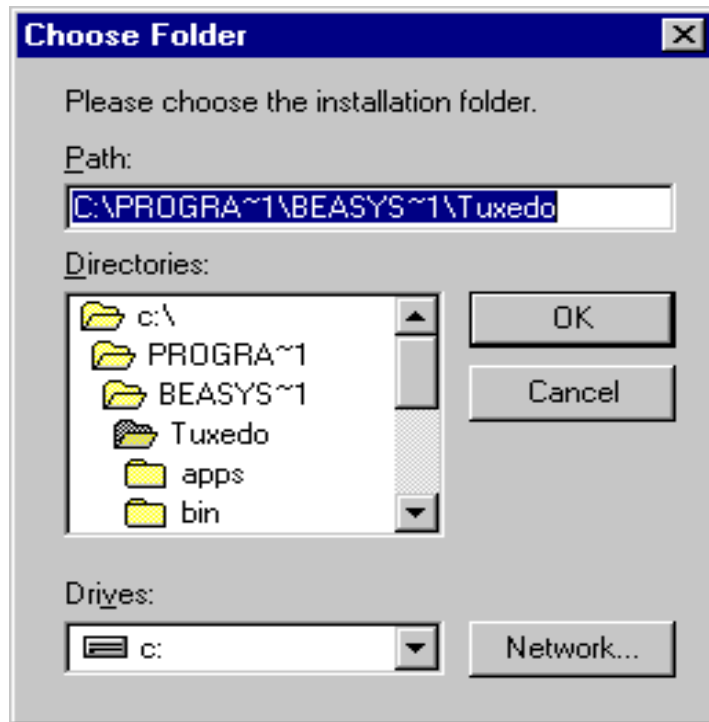 Choose Folder
Please choose the installation folder.
Path:
C:\PROGRA~1\BEASYS~1\Tuxedo
Directories:
c:\
PROGRA~1
BEASYS~1
Tuxedo
apps
bin
OK
Cancel
Drives:
c:
Network...